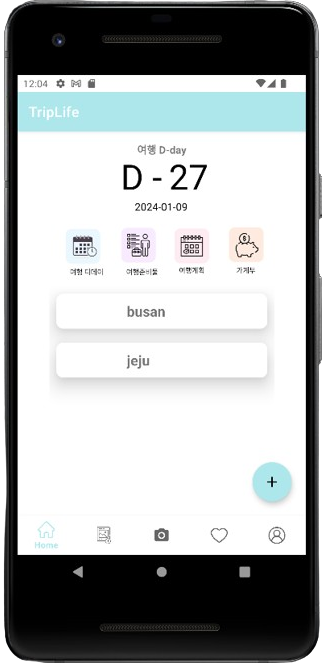 12:04
TripLife
여행 D-day
D - 27
2024-01-09
여행 디데이
여행준비물
여행계획
가계부
busan
jeju
+
Home